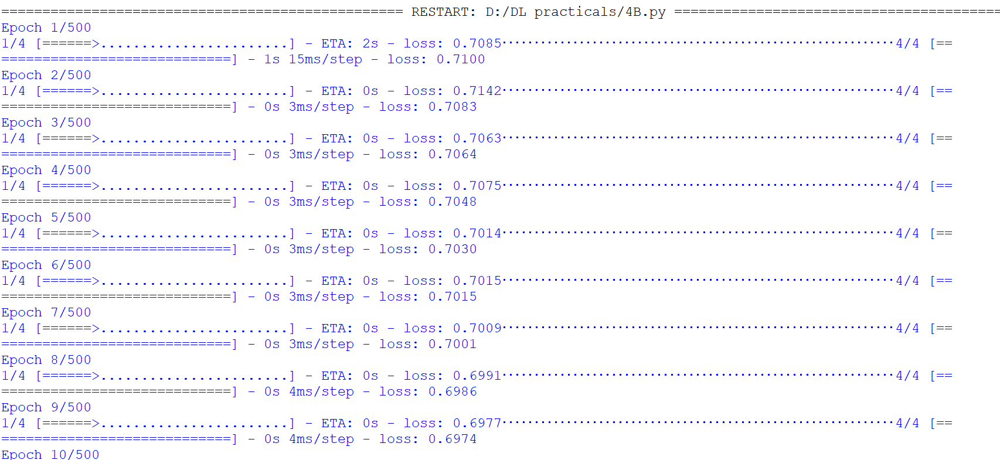 ================================================= RESTART: D:/DL practicals/4B.py ========================================
Epoch 1/500
1/4 [======>.......................] - ETA: 2s - loss: 0.7085··························································4/4 [==
============================] - 1s 15ms/step - loss: 0.7100
Epoch 2/500
1/4 [======>.......................] - ETA: 0s - loss: 0.7142··························································4/4 [==
============================] - 0s 3ms/step - loss: 0.7083
Epoch 3/500
1/4 [======>.......................] - ETA: 0s - loss: 0.7063··························································4/4 [==
============================] - 0s 3ms/step - loss: 0.7064
Epoch 4/500
1/4 [======>.......................] - ETA: 0s - loss: 0.7075··························································4/4 [==
============================] - 0s 3ms/step - loss: 0.7048
Epoch 5/500
1/4 [======>.......................] - ETA: 0s - loss: 0.7014··························································4/4 [==
============================] - 0s 3ms/step - loss: 0.7030
Epoch 6/500
1/4 [======>.......................] - ETA: 0s - loss: 0.7015··························································4/4 [==
============================] - 0s 3ms/step - loss: 0.7015
Epoch 7/500
1/4 [======>.......................] - ETA: 0s - loss: 0.7009··························································4/4 [==
============================] - 0s 3ms/step - loss: 0.7001
Epoch 8/500
1/4 [======>.......................] - ETA: 0s - loss: 0.6991··························································4/4 [==
============================] - 0s 4ms/step - loss: 0.6986
Epoch 9/500
1/4 [======>.......................] - ETA: 0s - loss: 0.6977··························································4/4 [==
============================] - 0s 4ms/step - loss: 0.6974
Epoch 10/500